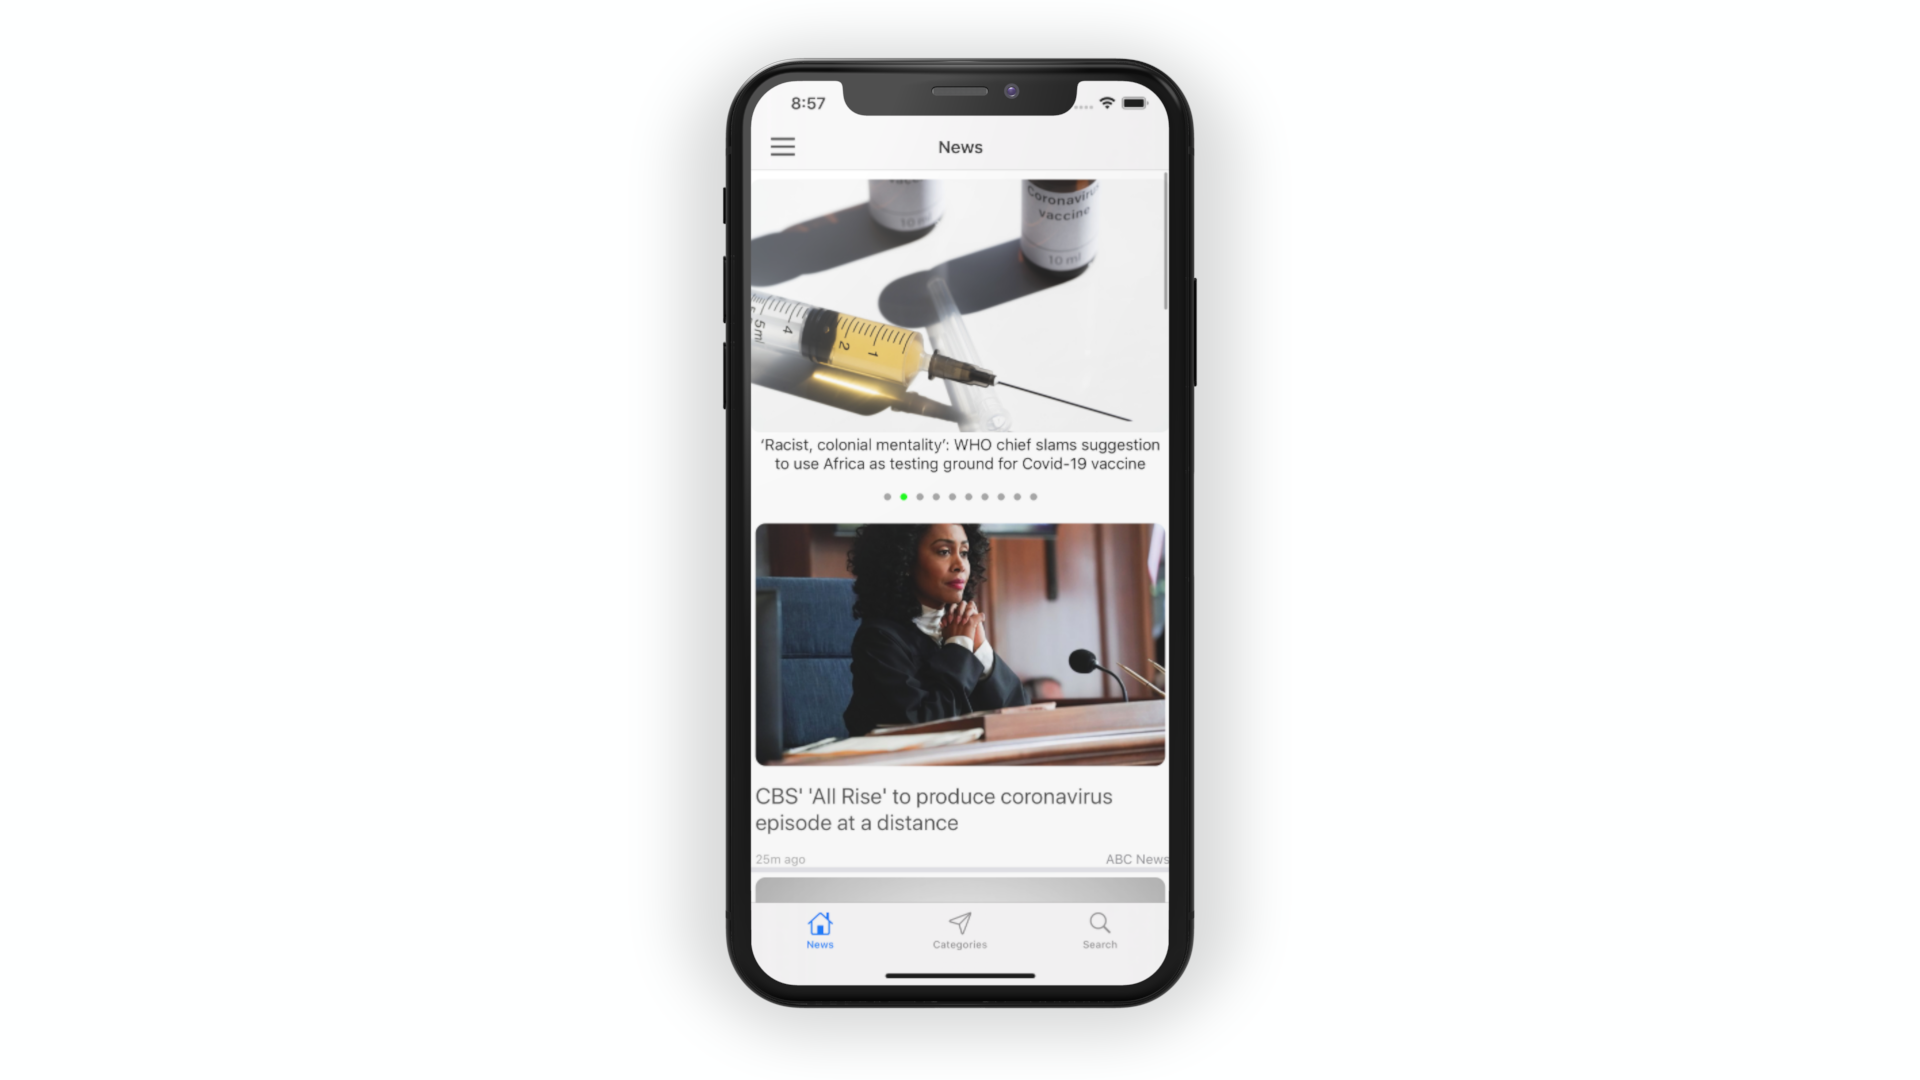 8:57
News
Coronavirus
vaccine
10 ml
10 ml
5ml
4
2
1
‘Racist, colonial mentality’: WHO chief slams suggestion
to use Africa as testing ground for Covid-19 vaccine
CBS' 'All Rise' to produce coronavirus
episode at a distance
25m ago
ABC News
News
Categories
Search